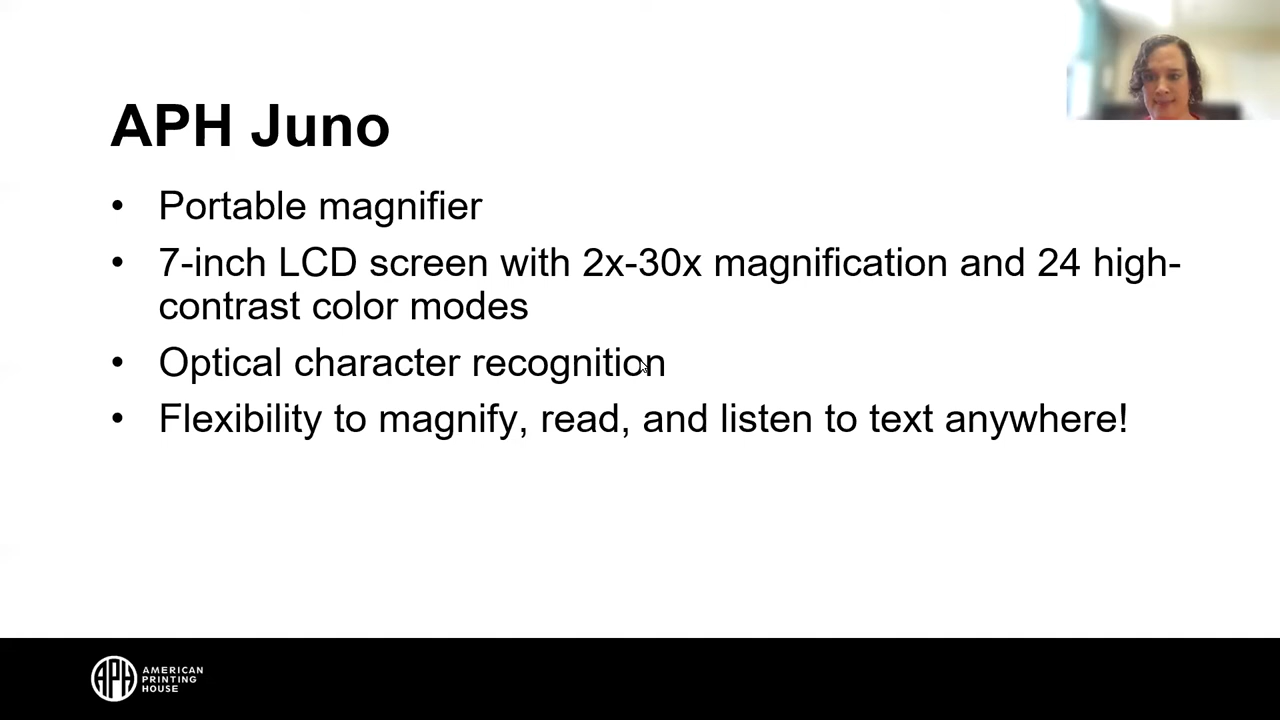 APH Juno
• Portable magnifier
• 7-inch LCD screen with 2x-30x magnification and 24 high-
contrast color modes
• Optical character recognition
• Flexibility to magnify, read, and listen to text anywhere!
APH
AMERICAN
PRINTING
HOUSE